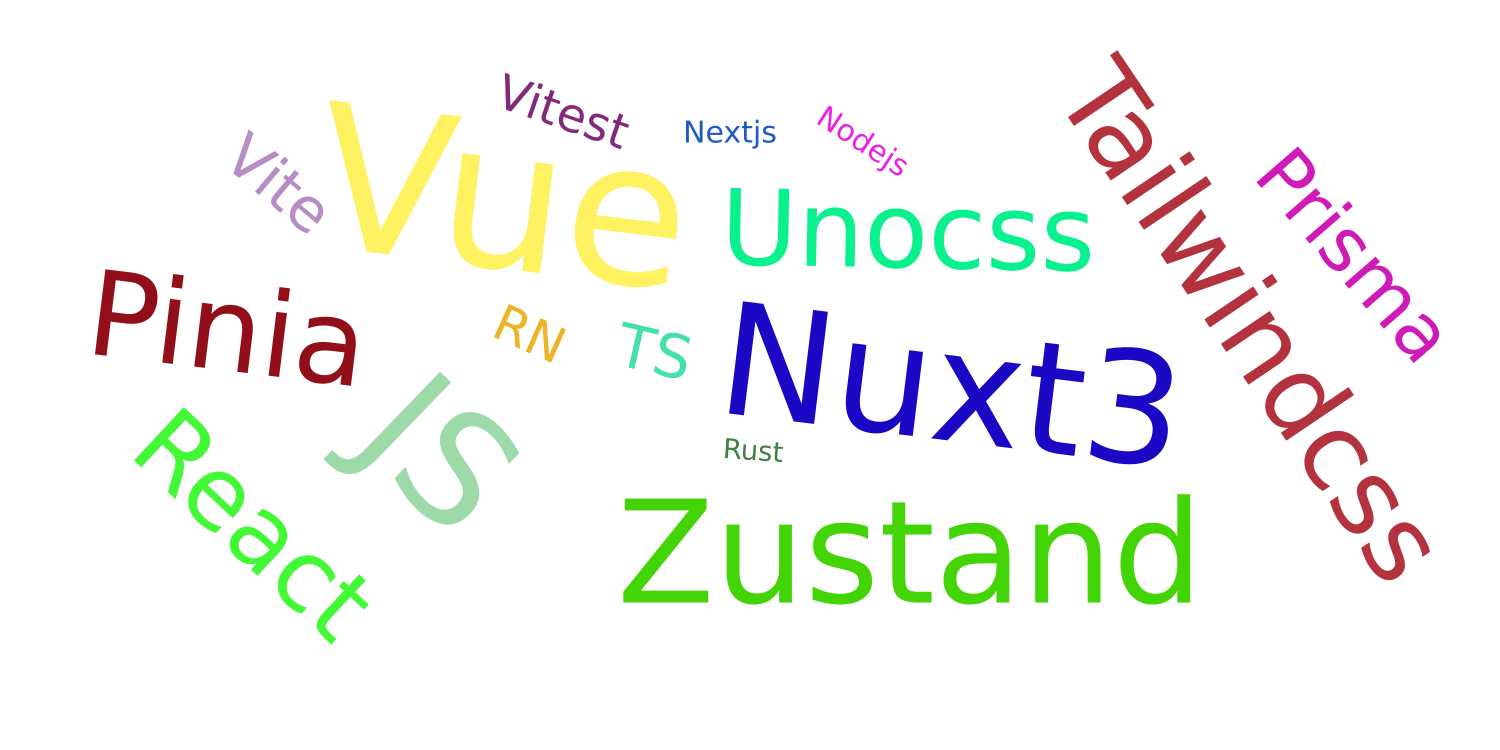 Vitest
Nextjs
Nodejs
Tailwindcss
Vite
Vue
Unocss
Prisma
Pinia
RN
TS
Nuxt3
JS
Rust
React
Zustand